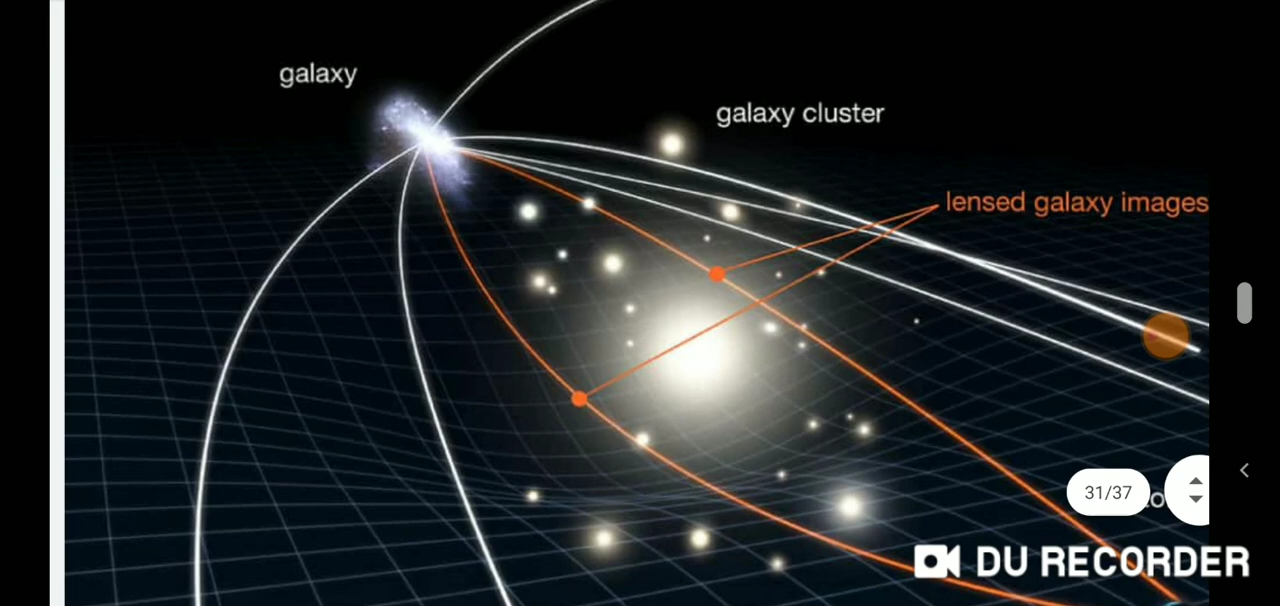 galaxy
galaxy cluster
lensed galaxy images
31/37
DU RECORDER